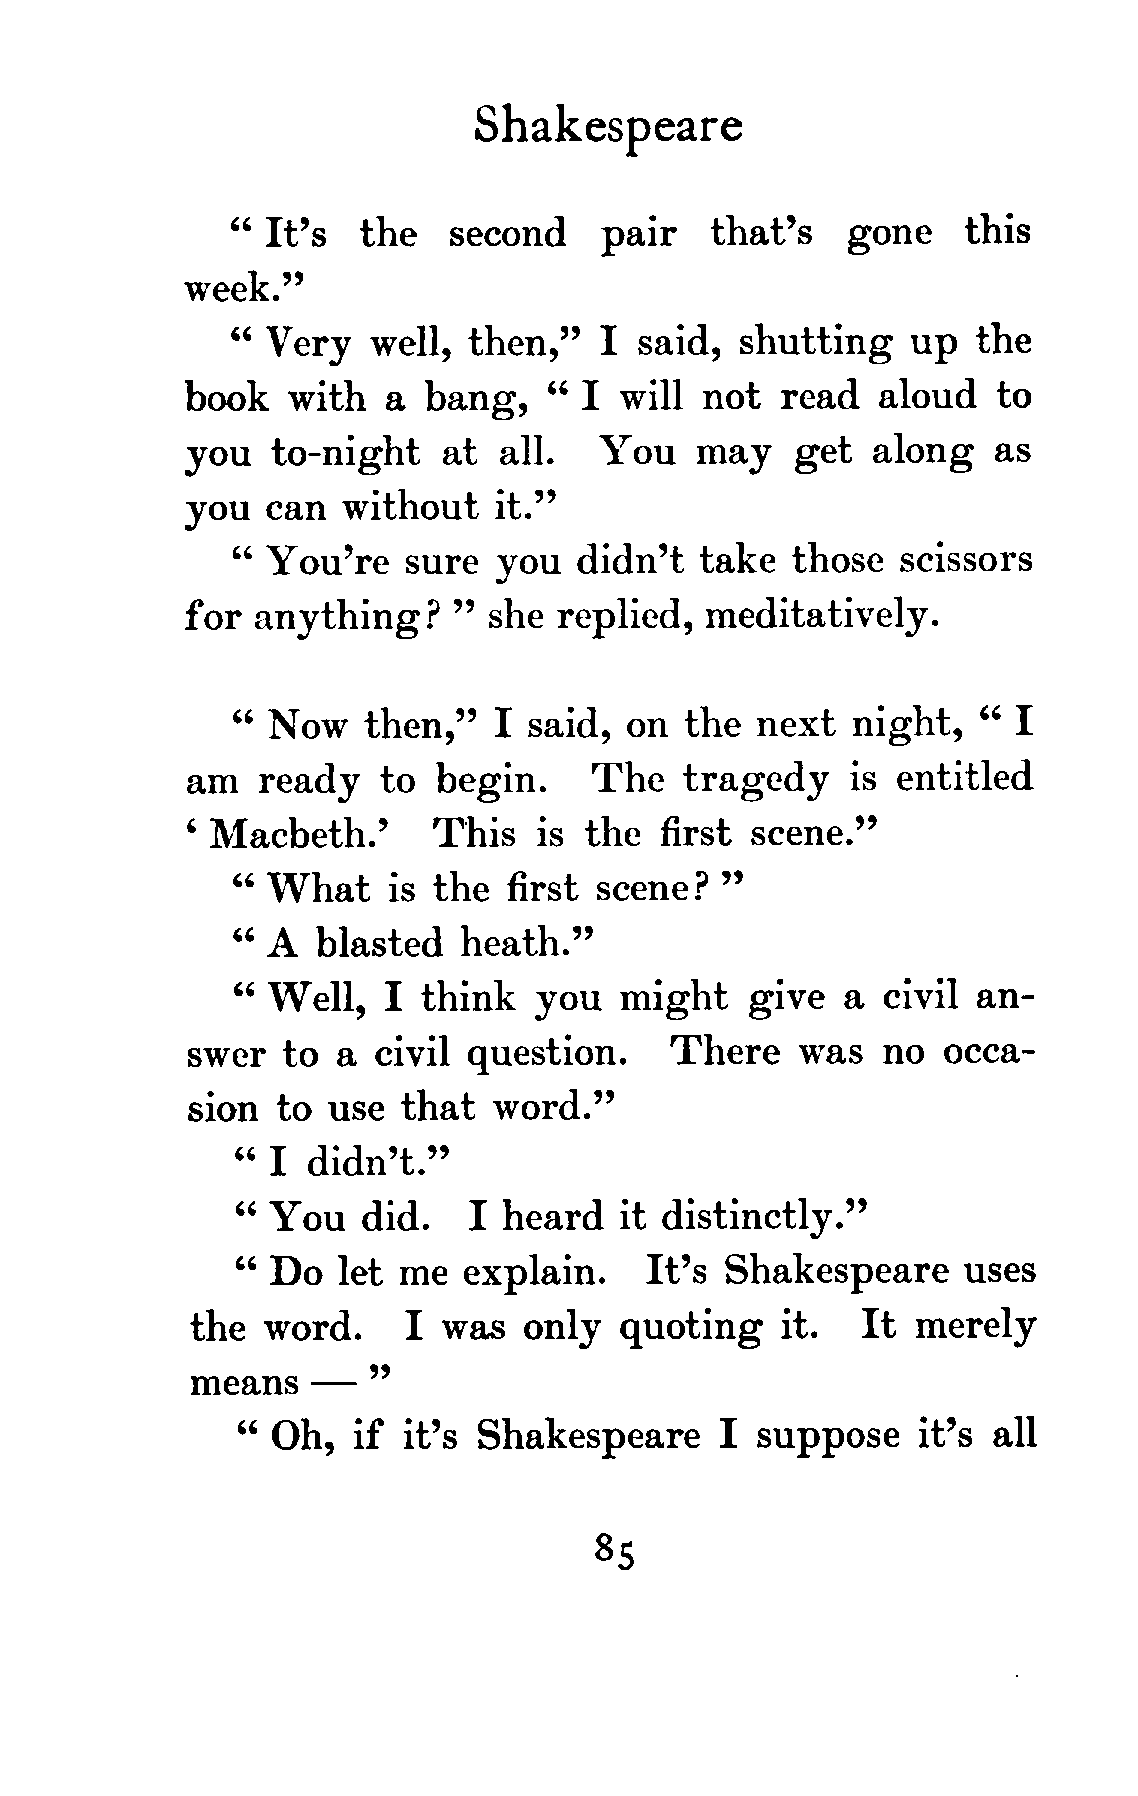 Shakespeare
“ It’s the second pair that’s gone this
week.”
“ Very well, then,” I said, shutting up the
book with a bang, “ I will not read aloud to
you to-night at all. You may get along as
you can without it.”
“ You’re sure you didn’t take those scissors
for anything? ” she replied, meditatively.
“ Now then,” I said, on the next night, “ I
am ready to begin. The tragedy is entitled
‘ Macbeth.’ This is the first scene.”
“ What is the first scene? ”
“ A blasted heath.”
“ Well, I think you might give a civil an-
swer to a civil question. There was no occa-
sion to use that word.”
“ I didn’t.”
“ You did. I heard it distinctly.”
“ Do let me explain. It’s Shakespeare uses
the word. I was only quoting it. It merely
means — ”
“ Oh, if it’s Shakespeare I suppose it’s all
85